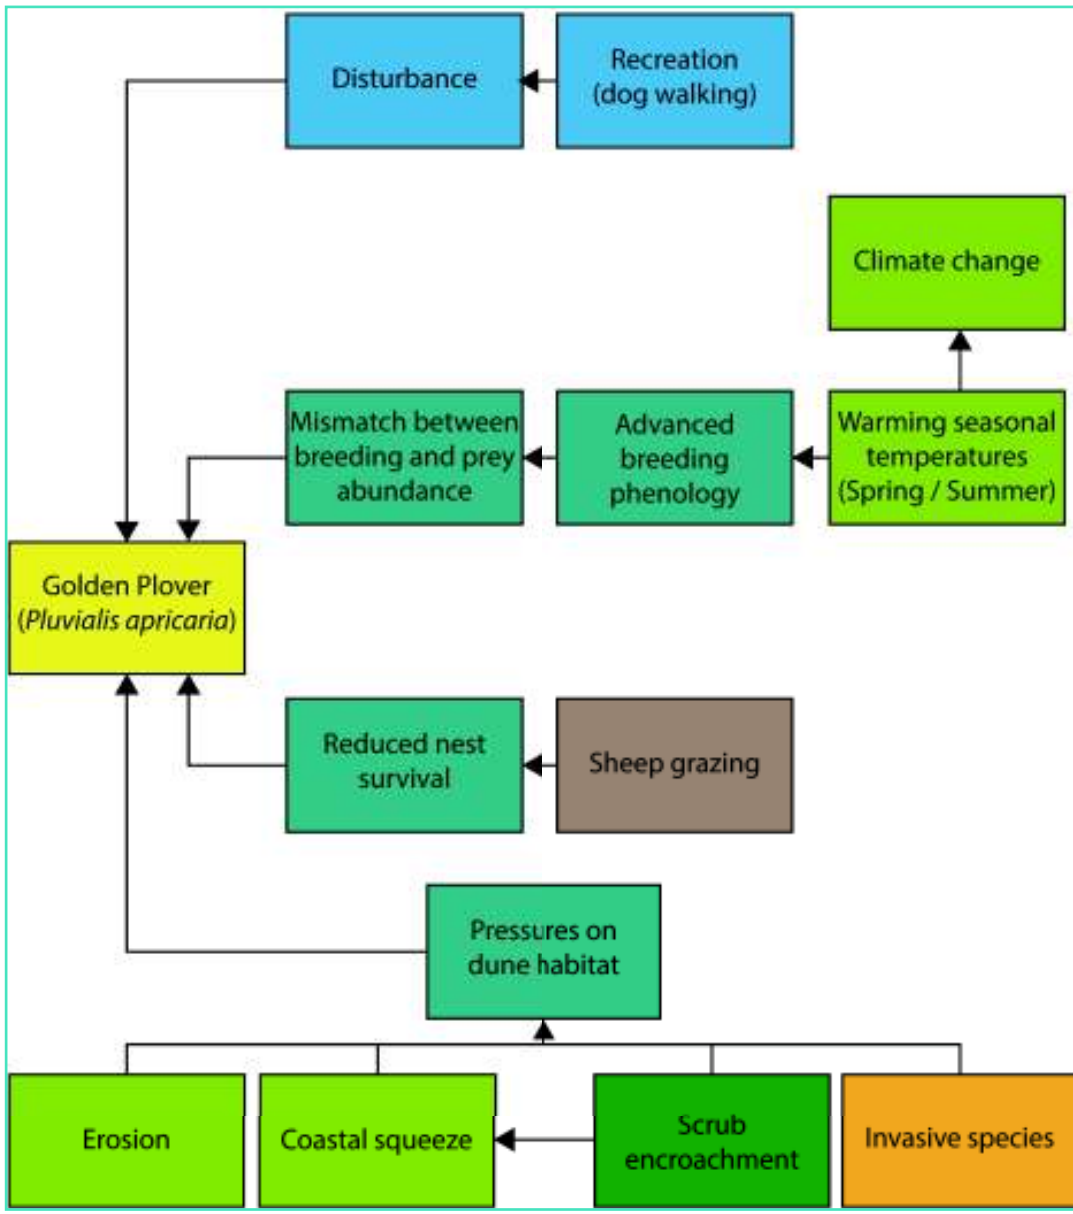 Disturbance
Recreation
(dog walking)
Climate change
Mismatch between
breeding and prey
abundance
Advanced
breeding
phenology
Warming seasonal
temperatures
(Spring / Summer)
Golden Plover
(Pluvialis apricaria)
Reduced nest
survival
Sheep grazing
Pressures on
dune habitat
Erosion
Coastal squeeze
Scrub
encroachment
Invasive species